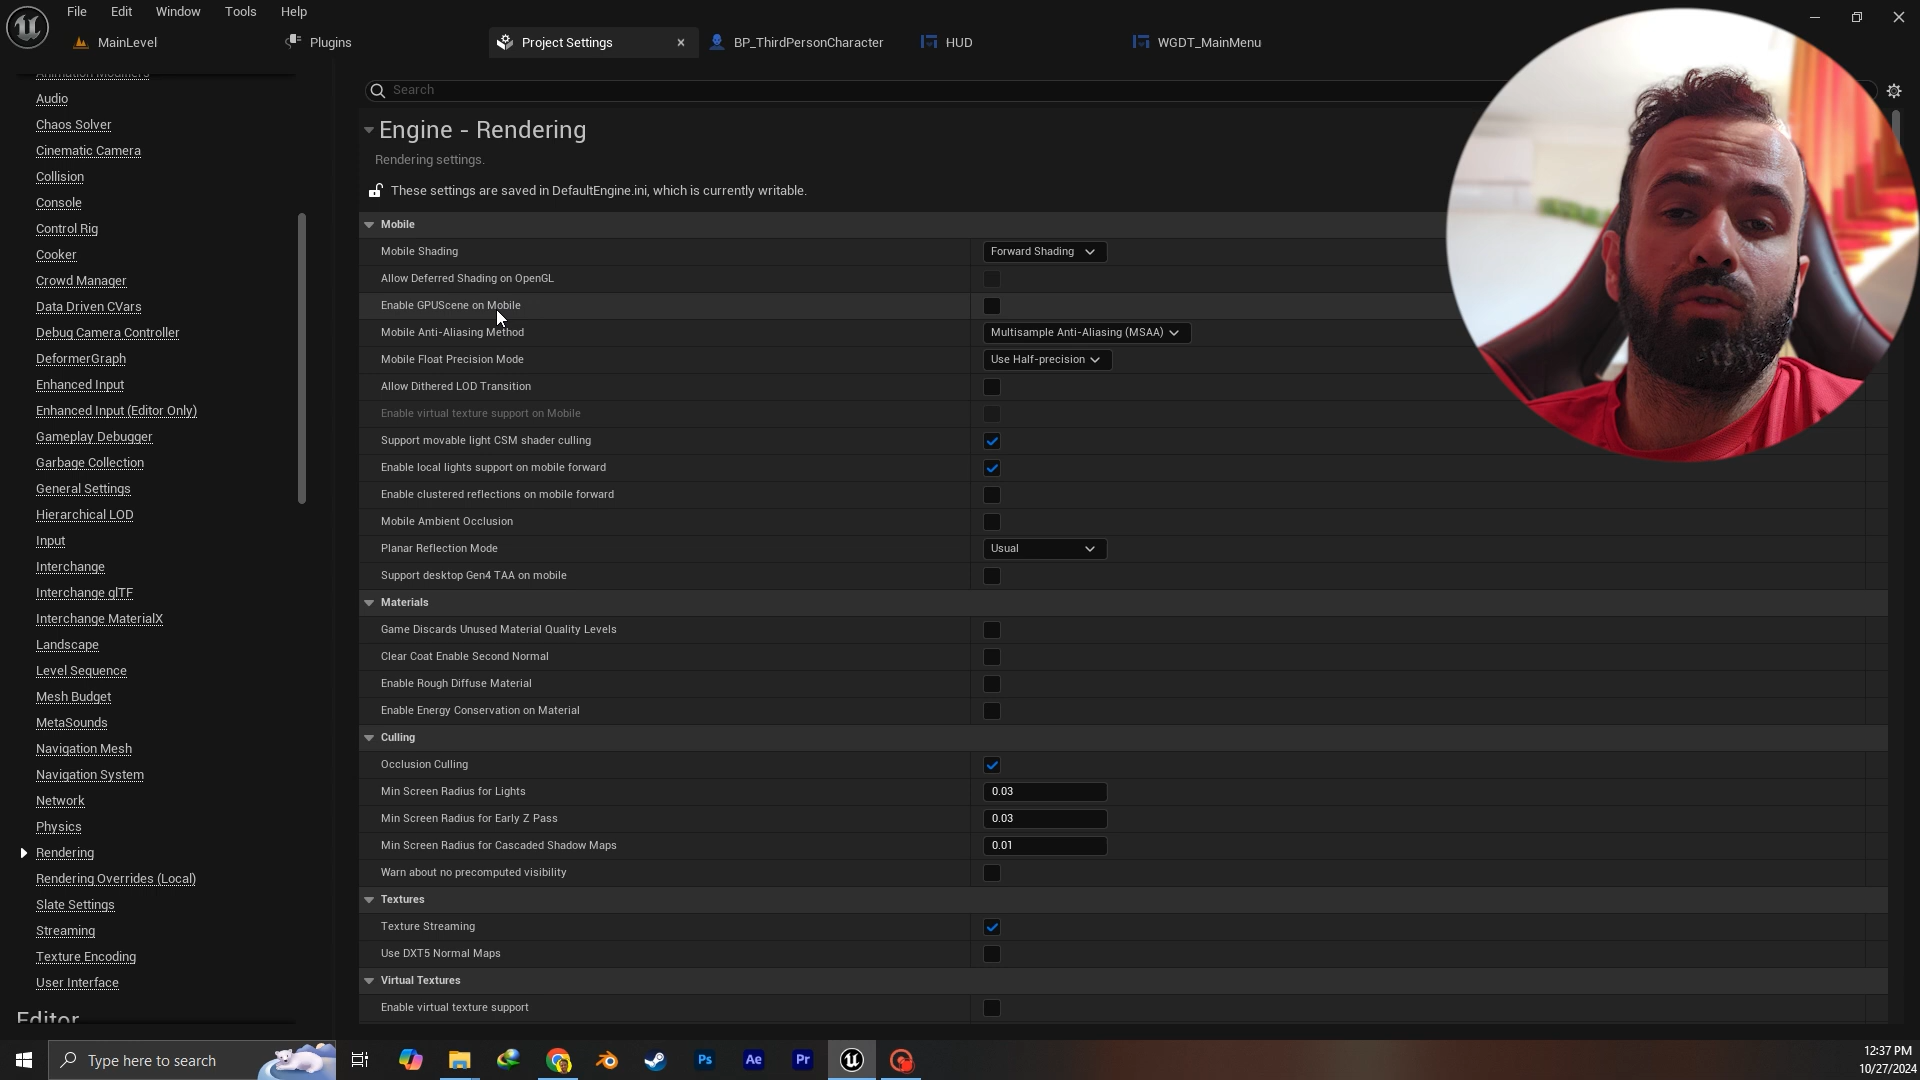 File Edit Window Tools Help
MainLevel
Plugins
Project Settings
BP_ThirdPersonCharacter
HUD
WGDT_MainMenu
Animation Modifiers
Audio
Chaos Solver
Cinematic Camera
Collision
Console
Control Rig
Cooker
Crowd Manager
Data Driven CVars
Debug Camera Controller
DeformerGraph
Enhanced Input
Enhanced Input (Editor Only)
Gameplay Debugger
Garbage Collection
General Settings
Hierarchical LOD
Input
Interchange
Interchange glTF
Interchange MaterialX
Landscape
Level Sequence
Mesh Budget
MetaSounds
Navigation Mesh
Navigation System
Network
Physics
Rendering
Rendering Overrides (Local)
Slate Settings
Streaming
Texture Encoding
User Interface
Editor
Search
Engine - Rendering
Rendering settings.
These settings are saved in DefaultEngine.ini, which is currently writable.
Mobile
Mobile Shading Forward Shading
Allow Deferred Shading on OpenGL
Enable GPUScene on Mobile
Mobile Anti-Aliasing Method Multisample Anti-Aliasing (MSAA)
Mobile Float Precision Mode Use Half-precision
Allow Dithered LOD Transition
Enable virtual texture support on Mobile
Support movable light CSM shader culling
Enable local lights support on mobile forward
Enable clustered reflections on mobile forward
Mobile Ambient Occlusion
Planar Reflection Mode Usual
Support desktop Gen4 TAA on mobile
Materials
Game Discards Unused Material Quality Levels
Clear Coat Enable Second Normal
Enable Rough Diffuse Material
Enable Energy Conservation on Material
Culling
Occlusion Culling
Min Screen Radius for Lights 0.03
Min Screen Radius for Early Z Pass 0.03
Min Screen Radius for Cascaded Shadow Maps 0.01
Warn about no precomputed visibility
Textures
Texture Streaming
Use DXT5 Normal Maps
Virtual Textures
Enable virtual texture support
Type here to search
Ps
Ae
Pr
12:37 PM
10/27/2024